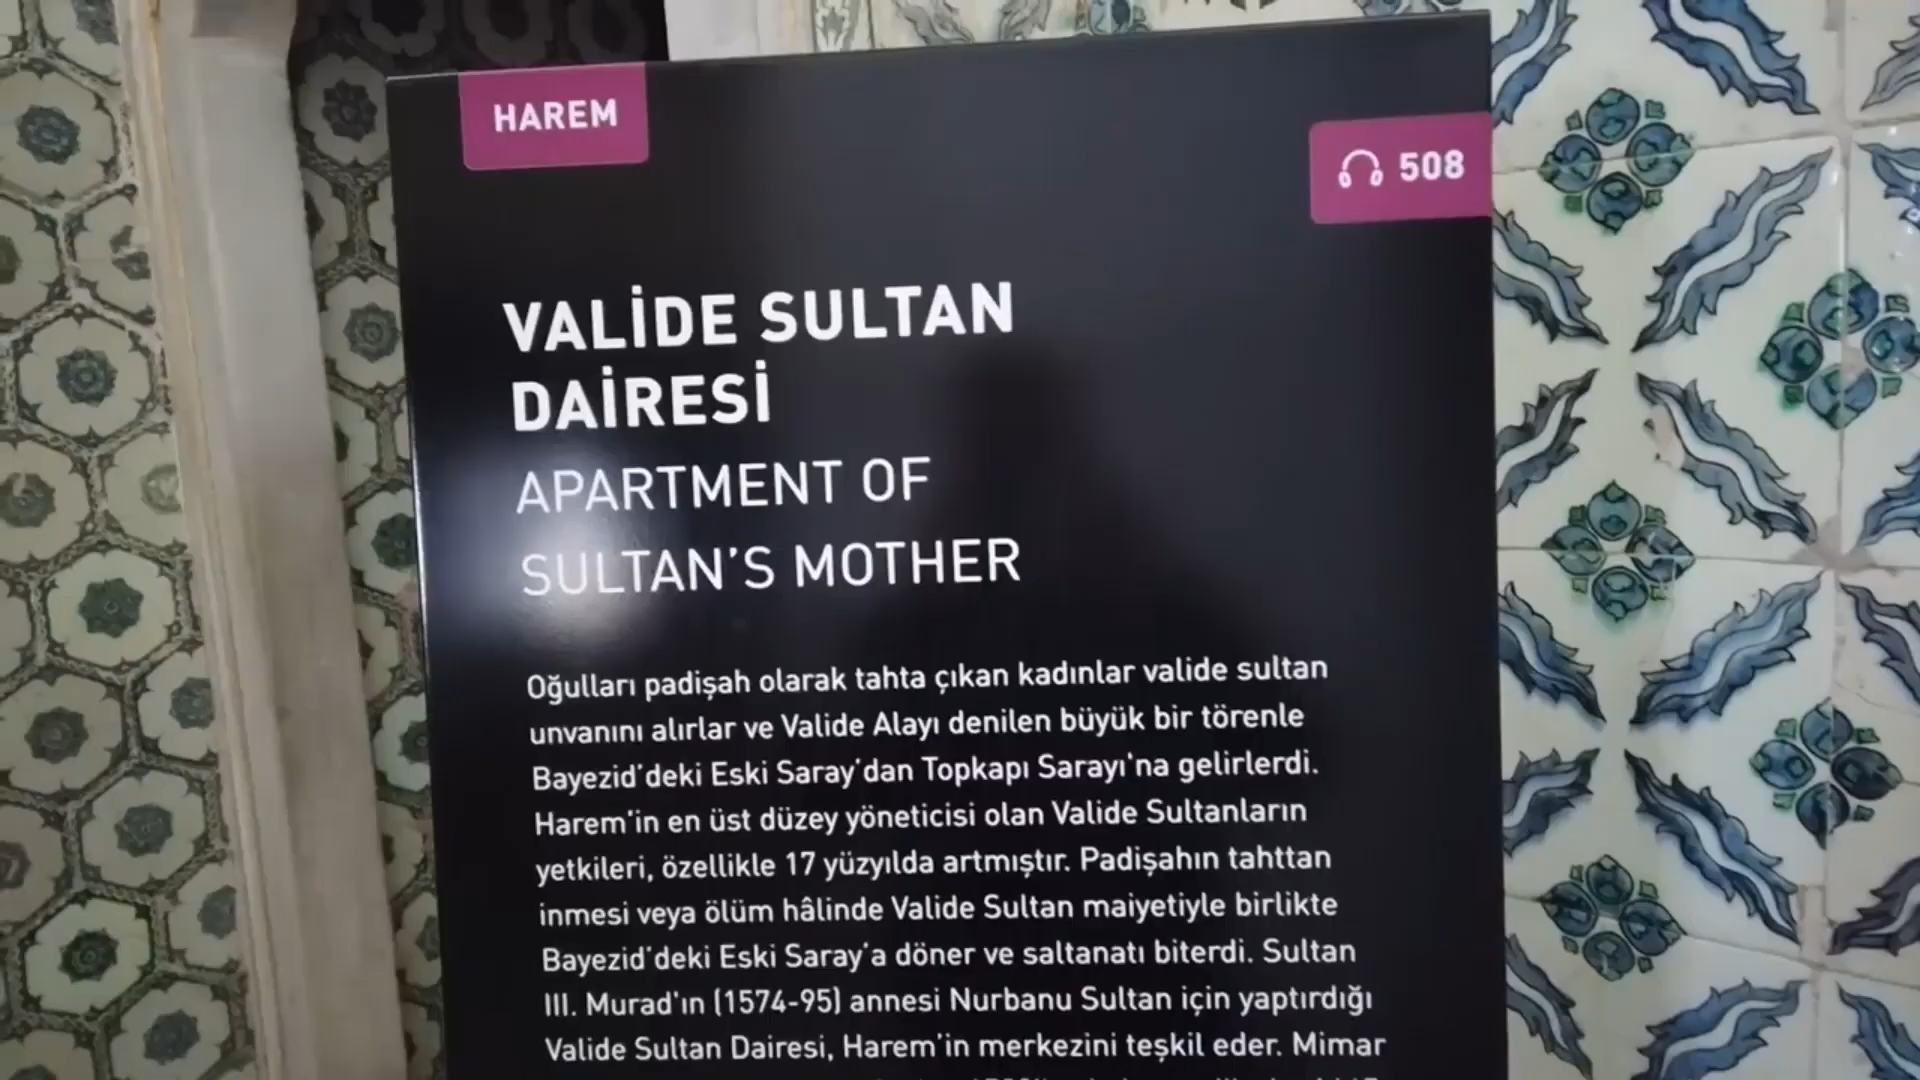 HAREM
508
VALİDE SULTAN
DAİRESİ
APARTMENT OF
SULTAN'S MOTHER
Oğulları padişah olarak tahta çıkan kadınlar valide sultan
unvanını alırlar ve Valide Alayı denilen büyük bir törenle
Bayezid'deki Eski Saray'dan Topkapı Sarayı'na gelirlerdi.
Harem'in en üst düzey yöneticisi olan Valide Sultanların
yetkileri, özellikle 17 yüzyılda artmıştır. Padişahın tahttan
inmesi veya ölüm hâlinde Valide Sultan maiyetiyle birlikte
Bayezid'deki Eski Saray'a döner ve saltanatı biterdi. Sultan
III. Murad'ın (1574-95) annesi Nurbanu Sultan için yaptırdığı
Valide Sultan Dairesi, Harem'in merkezini teşkil eder. Mimar